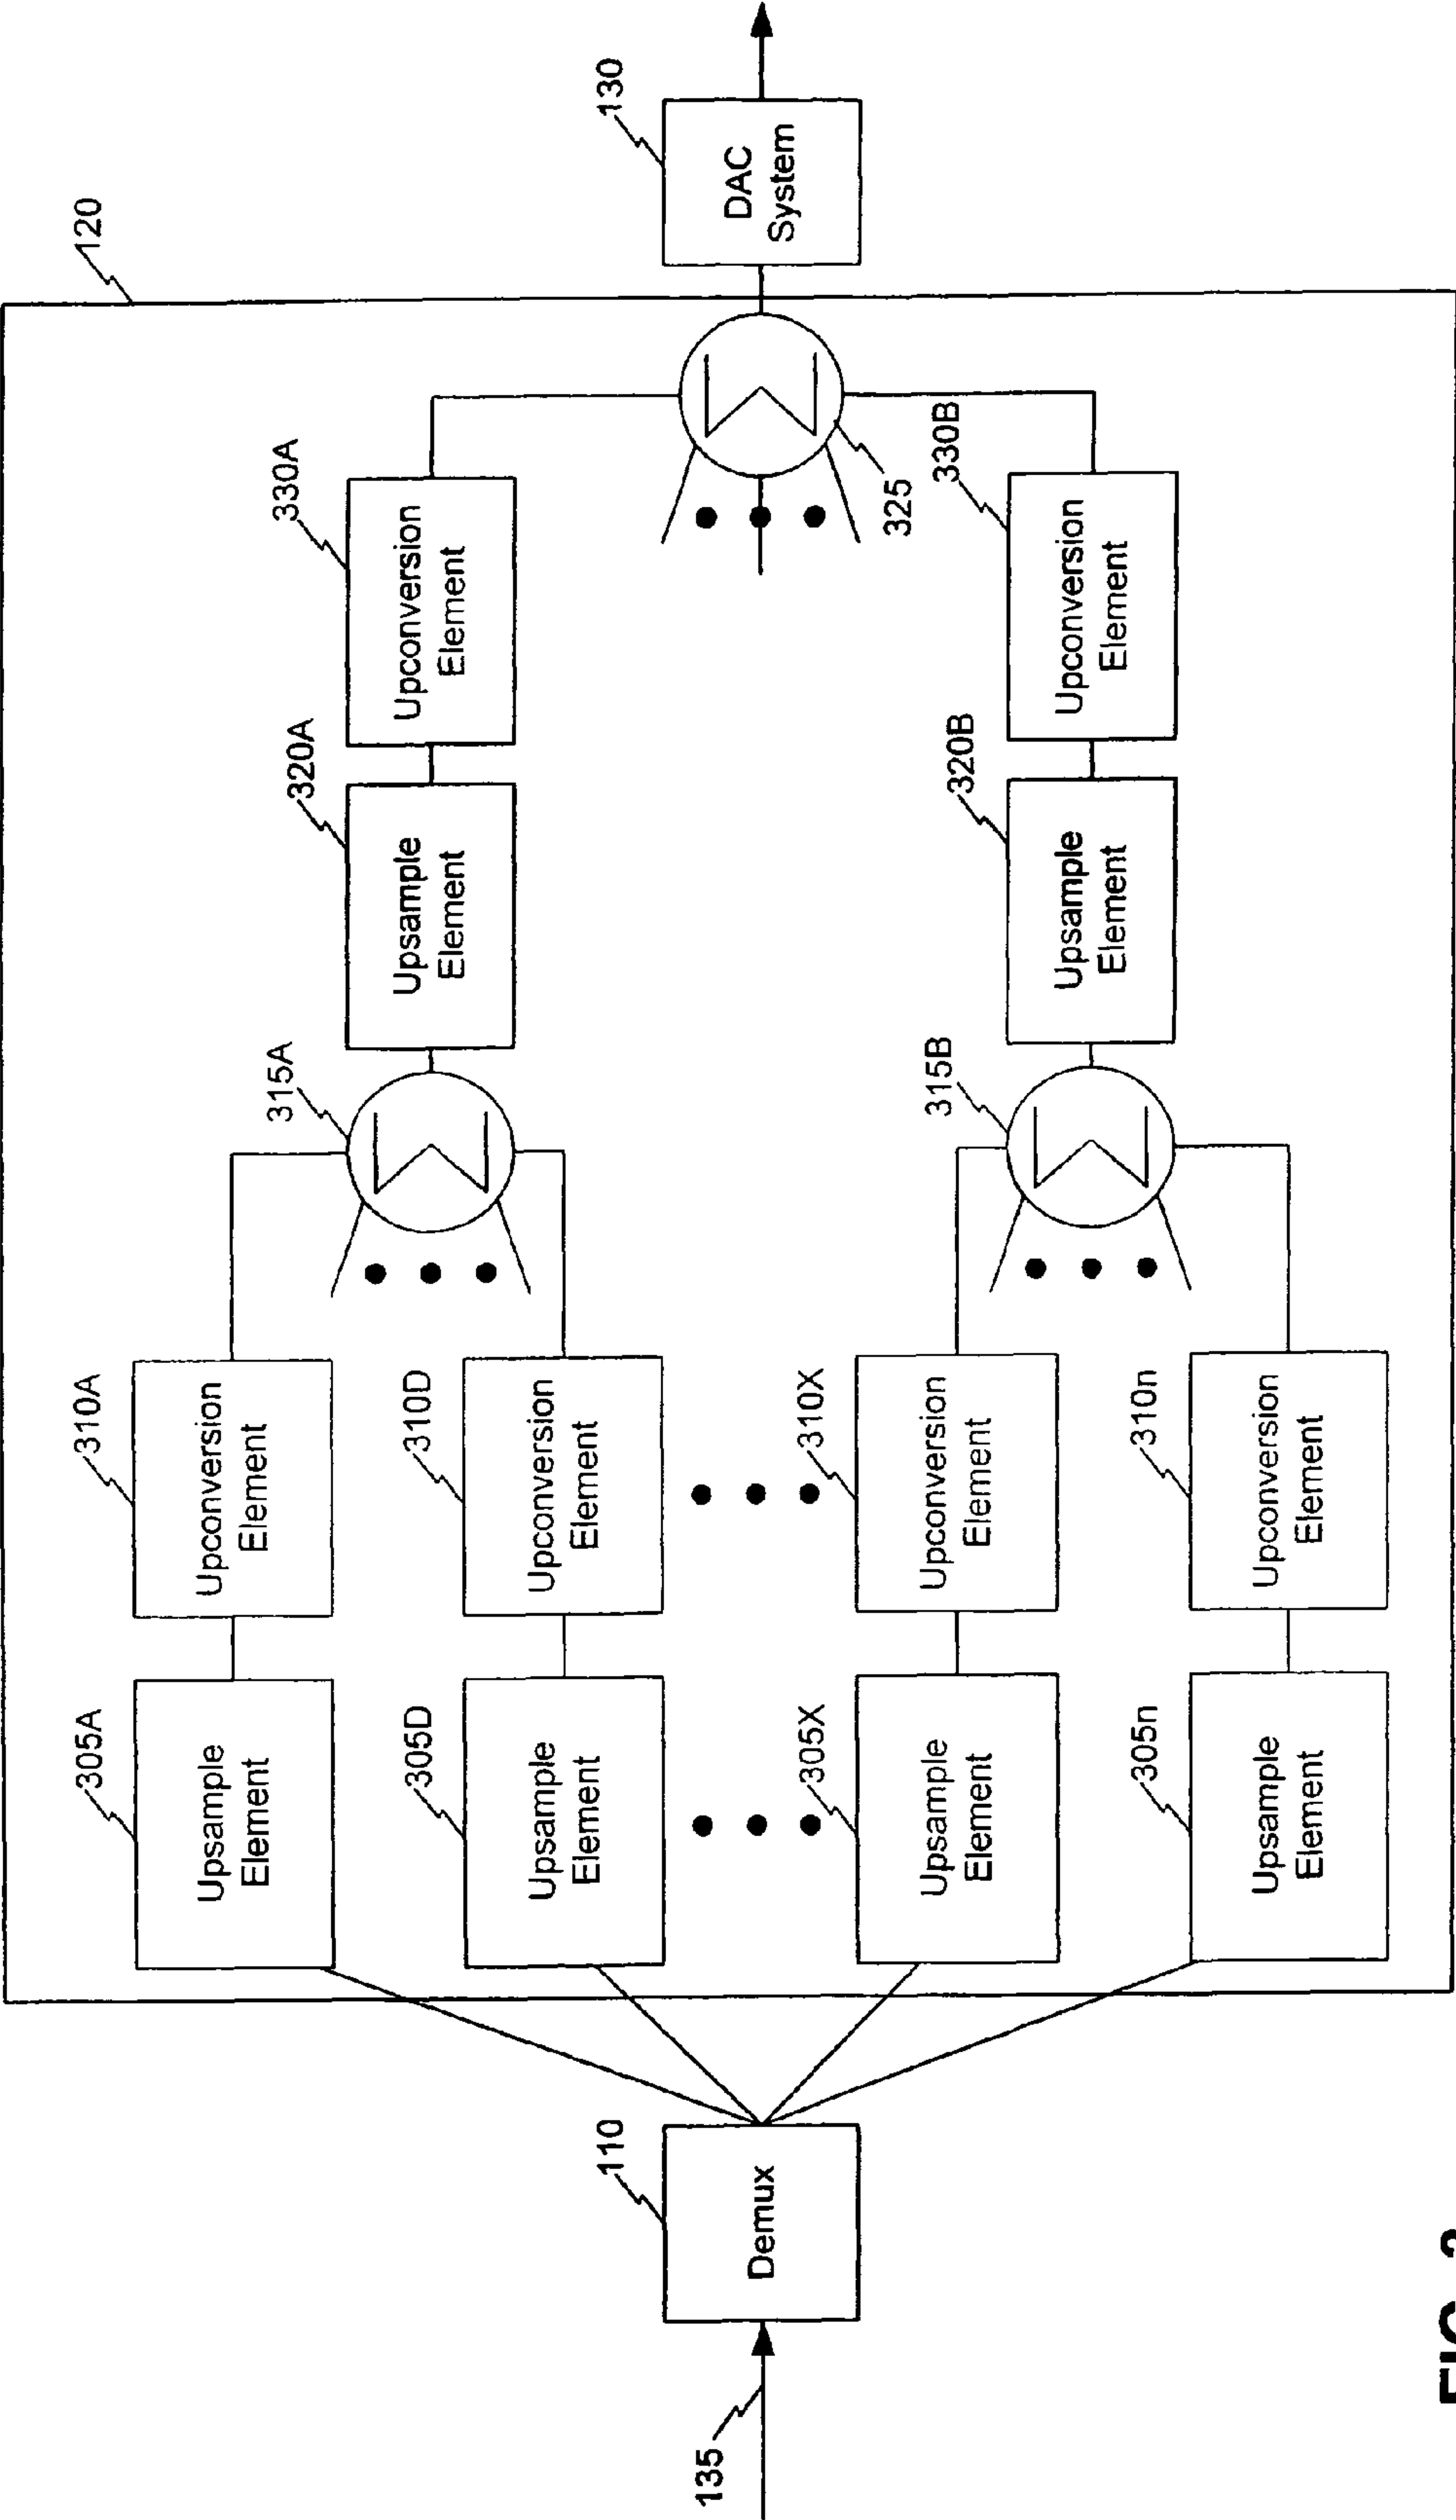 120
305A
310A
Upsample
Element
Upconversion
Element
315A
320A
330A
Σ
Upsample
Element
Upconversion
Element
305D
310D
Upsample
Element
Upconversion
Element
135
110
Demux
Σ
325
130
DAC
System
305X
310X
Upsample
Element
Upconversion
Element
315B
320B
330B
Σ
Upsample
Element
Upconversion
Element
305n
310n
Upsample
Element
Upconversion
Element